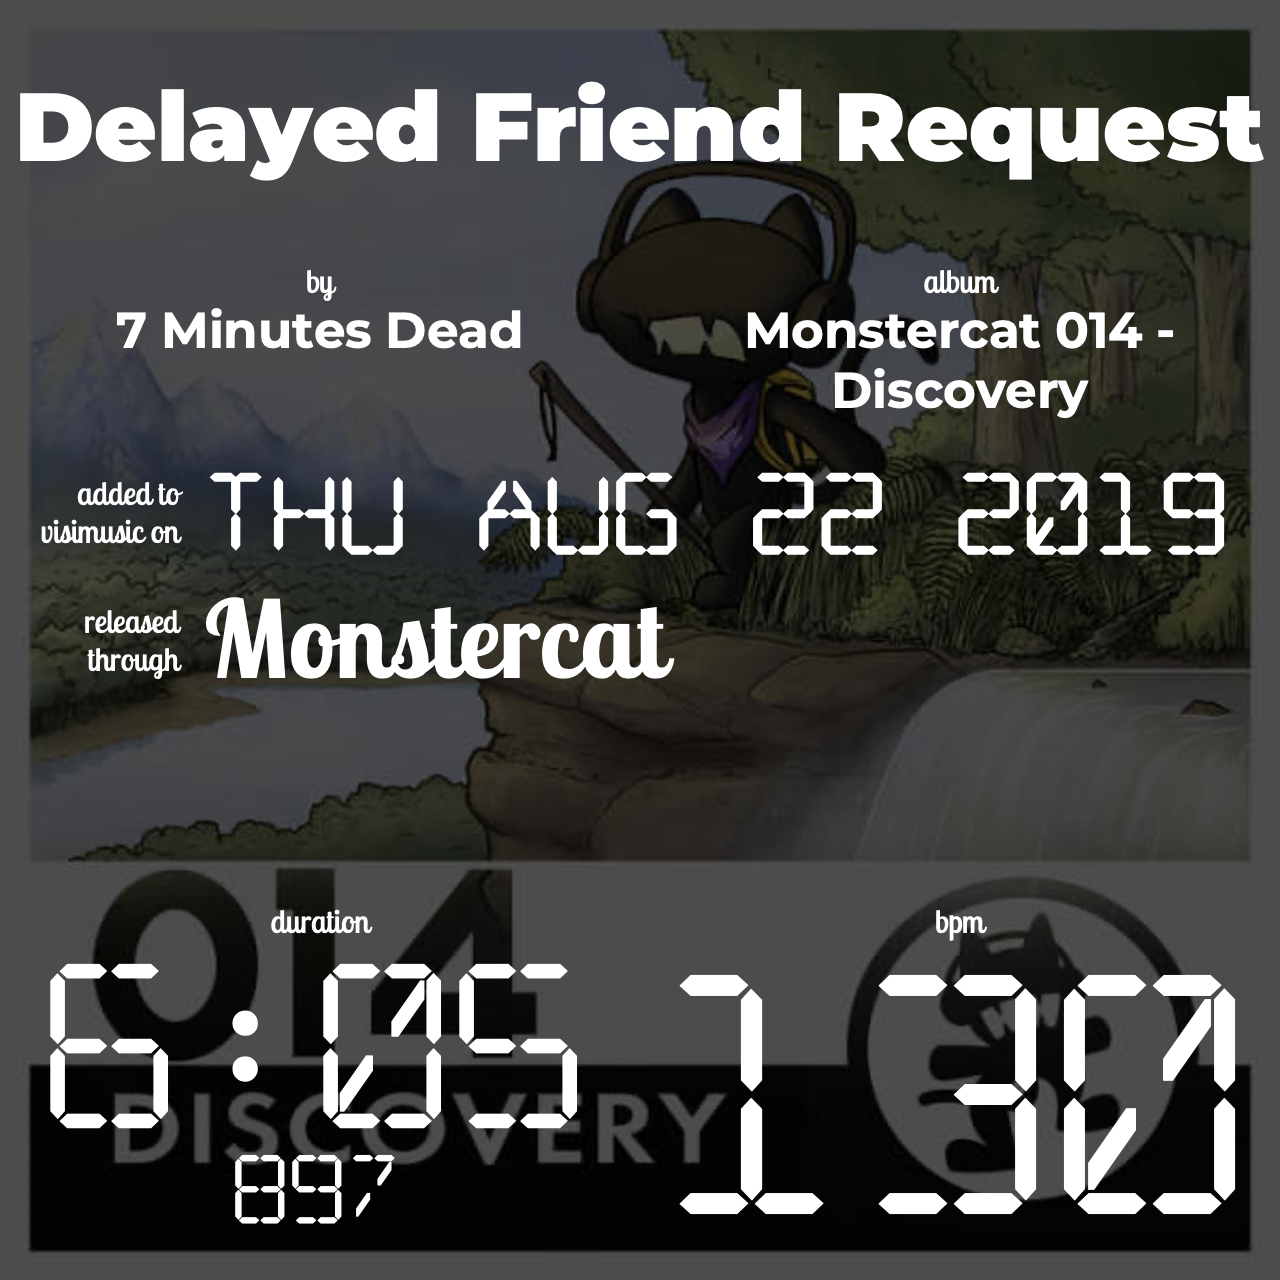 Delayed Friend Request
by
7 Minutes Dead
album
Monstercat 014 -
Discovery
added to
visimusic on
THU AUG 22 2019
released
through
Monstercat
014
DISCOVERY
duration
6:05
897
bpm
130